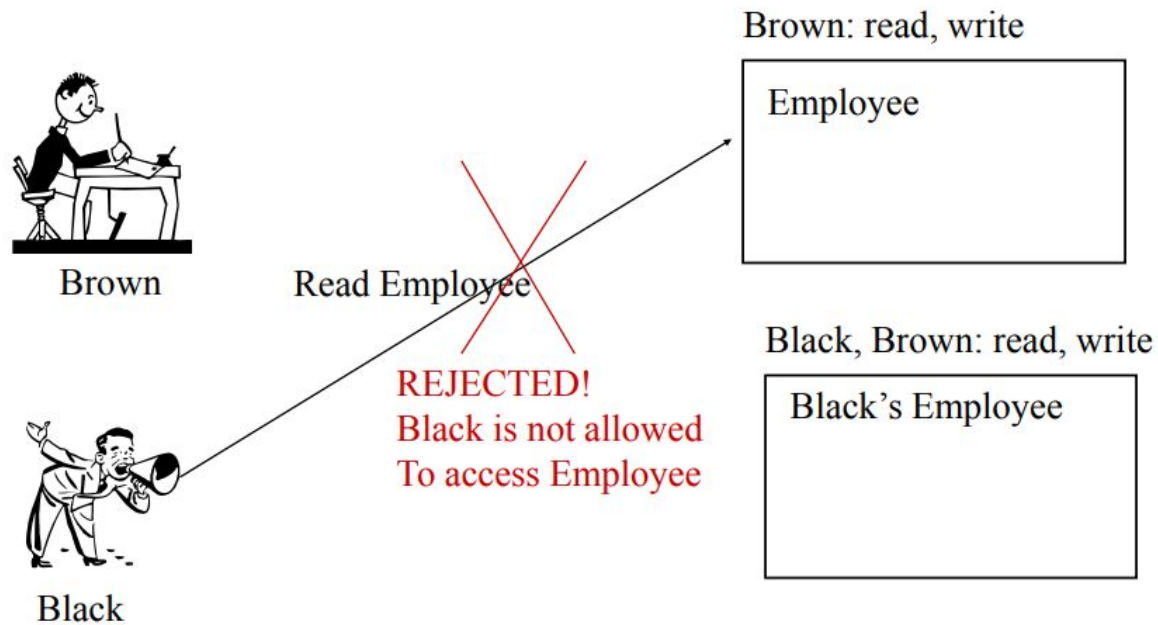 Brown: read, write
Employee
Brown
Read Employee
Black, Brown: read, write
REJECTED!
Black is not allowed
To access Employee
Black’s Employee
Black